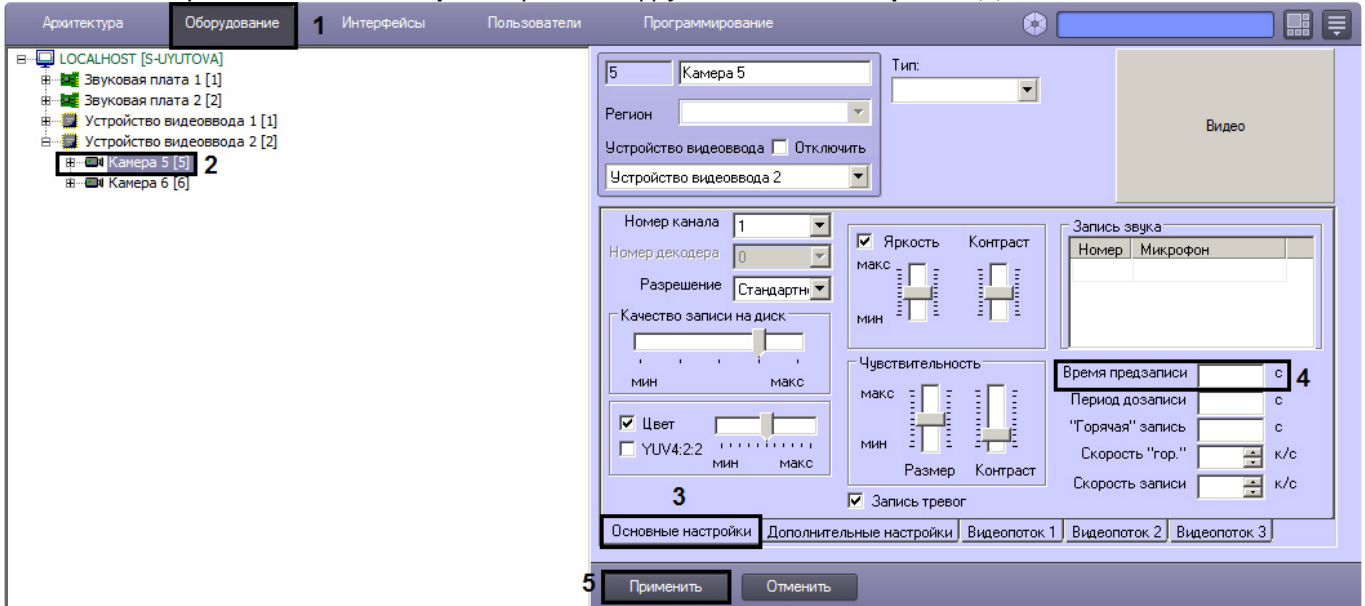 Архитектура Оборудование 1 Интерфейсы Пользователи Программирование
LOCALHOST [S-UYUTOVA]
Звуковая плата 1 [1]
Звуковая плата 2 [2]
Устройство видеоввода 1 [1]
Устройство видеоввода 2 [2]
Камера 5 [5] 2
Камера 6 [6]
5 Камера 5
Регион
Устройство видеоввода Отключить
Устройство видеоввода 2
Тип:
Видео
Номер канала 1
Номер декодера 0
Разрешение Стандартн
Качество записи на диск
мин макс
Цвет
YUV4:2:2
мин макс
3
Яркость Контраст
макс
мин
Чувствительность
макс
мин
Размер Контраст
Запись тревог
Запись звука
Номер Микрофон
Время предзаписи с 4
Период дозаписи с
"Горячая" запись с
Скорость "гор." к/с
Скорость записи к/с
Основные настройки Дополнительные настройки Видеопоток 1 Видеопоток 2 Видеопоток 3
5 Применить Отменить